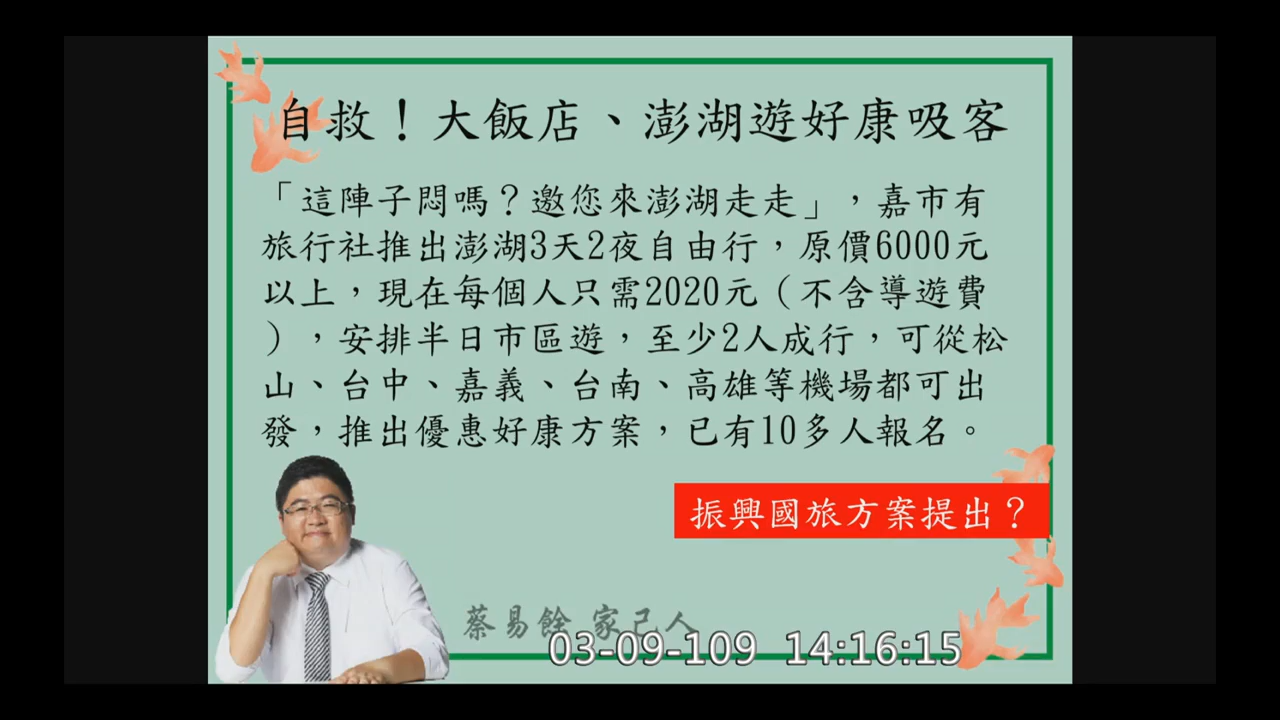 自救！大飯店、澎湖遊好康吸客
「這陣子悶嗎？邀您來澎湖走走」，嘉市有
旅行社推出澎湖3天2夜自由行，原價6000元
以上，現在每個人只需2020元（不含導遊費
），安排半日市區遊，至少2人成行，可從松
山、台中、嘉義、台南、高雄等機場都可出
發，推出優惠好康方案，已有10多人報名。
振興國旅方案提出？
蔡易餘 家己人
03-09-109 14:16:15